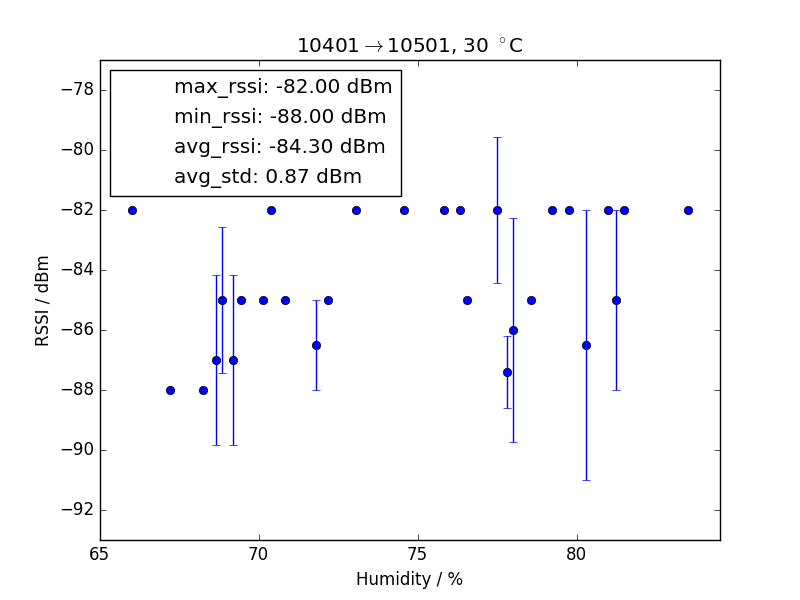 10401→10501, 30 °C
max_rssi: -82.00 dBm
min_rssi: -88.00 dBm
avg_rssi: -84.30 dBm
avg_std: 0.87 dBm
−78
−80
−82
−84
−86
−88
−90
−92
RSSI / dBm
65 70 75 80
Humidity / %